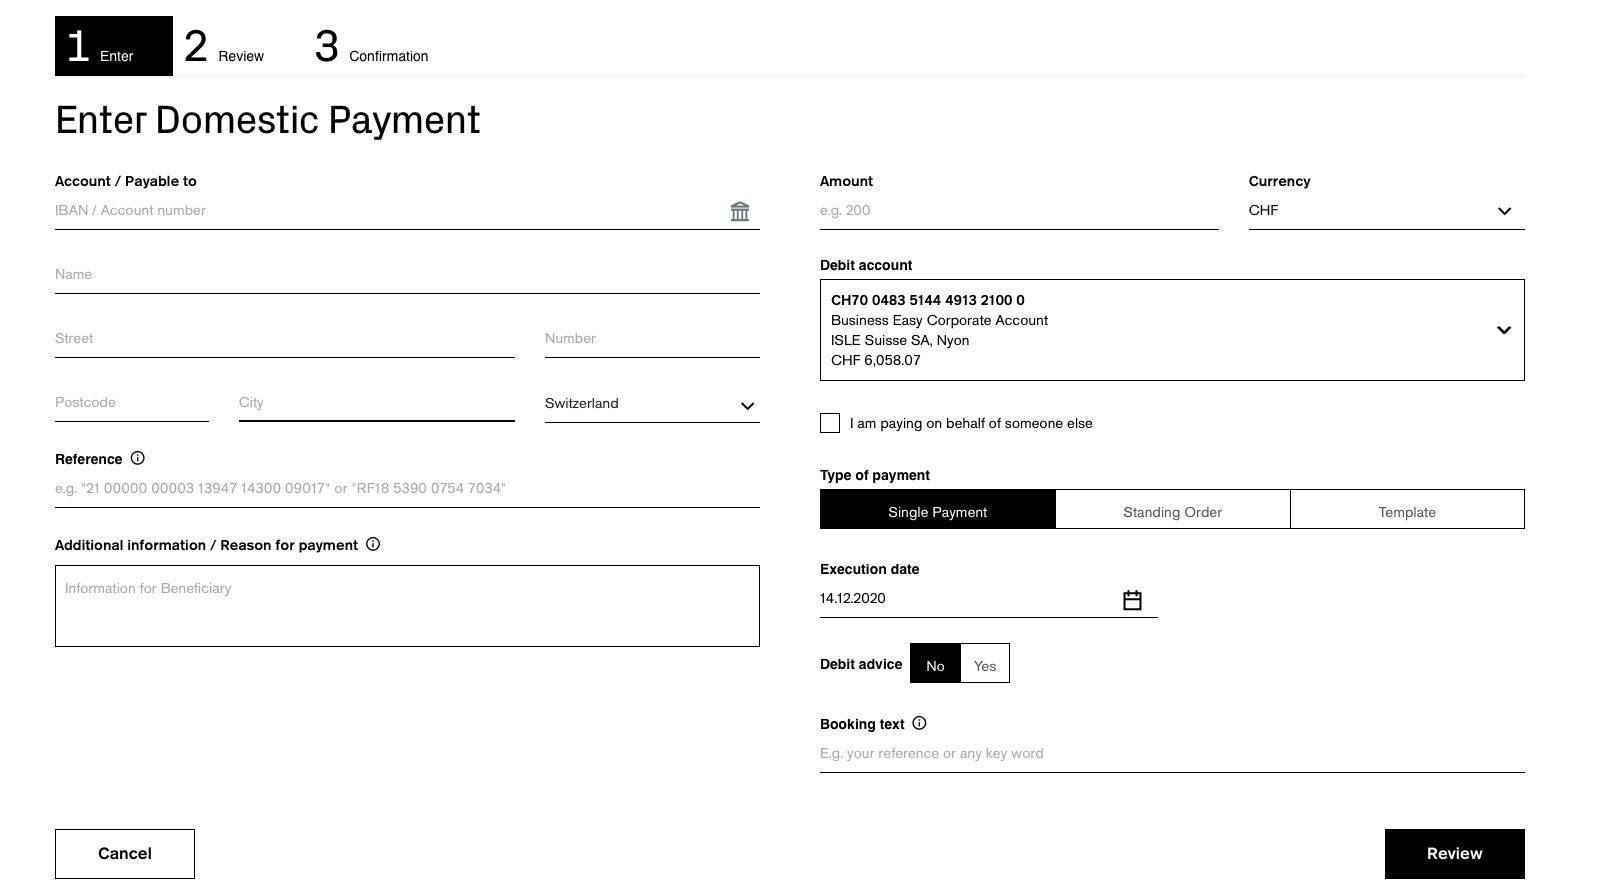 1 Enter 2 Review 3 Confirmation
Enter Domestic Payment
Account / Payable to
IBAN / Account number
Name
Street Number
Postcode City Switzerland
Reference
e.g. "21 00000 00003 13947 14300 09017" or "RF18 5390 0754 7034"
Additional information / Reason for payment
Information for Beneficiary
Amount Currency
e.g. 200 CHF
Debit account
CH70 0483 5144 4913 2100 0
Business Easy Corporate Account
ISLE Suisse SA, Nyon
CHF 6,058.07
I am paying on behalf of someone else
Type of payment
Single Payment Standing Order Template
Execution date
14.12.2020
Debit advice No Yes
Booking text
E.g. your reference or any key word
Cancel Review